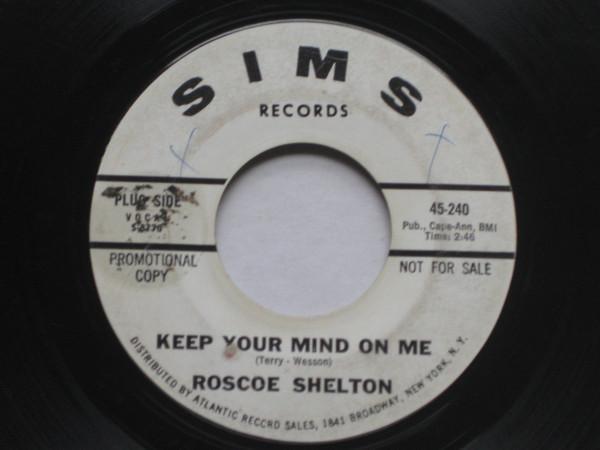 SIMS
RECORDS
PLUG SIDE
45-240
Pub., Cape-Ann, BMI
Time: 2:46
PROMOTIONAL
COPY
NOT FOR SALE
KEEP YOUR MIND ON ME
(Terry - Wesson)
ROSCOE SHELTON
DISTRIBUTED BY ATLANTIC RECORD SALES, 1841 BROADWAY, NEW YORK, N.Y.